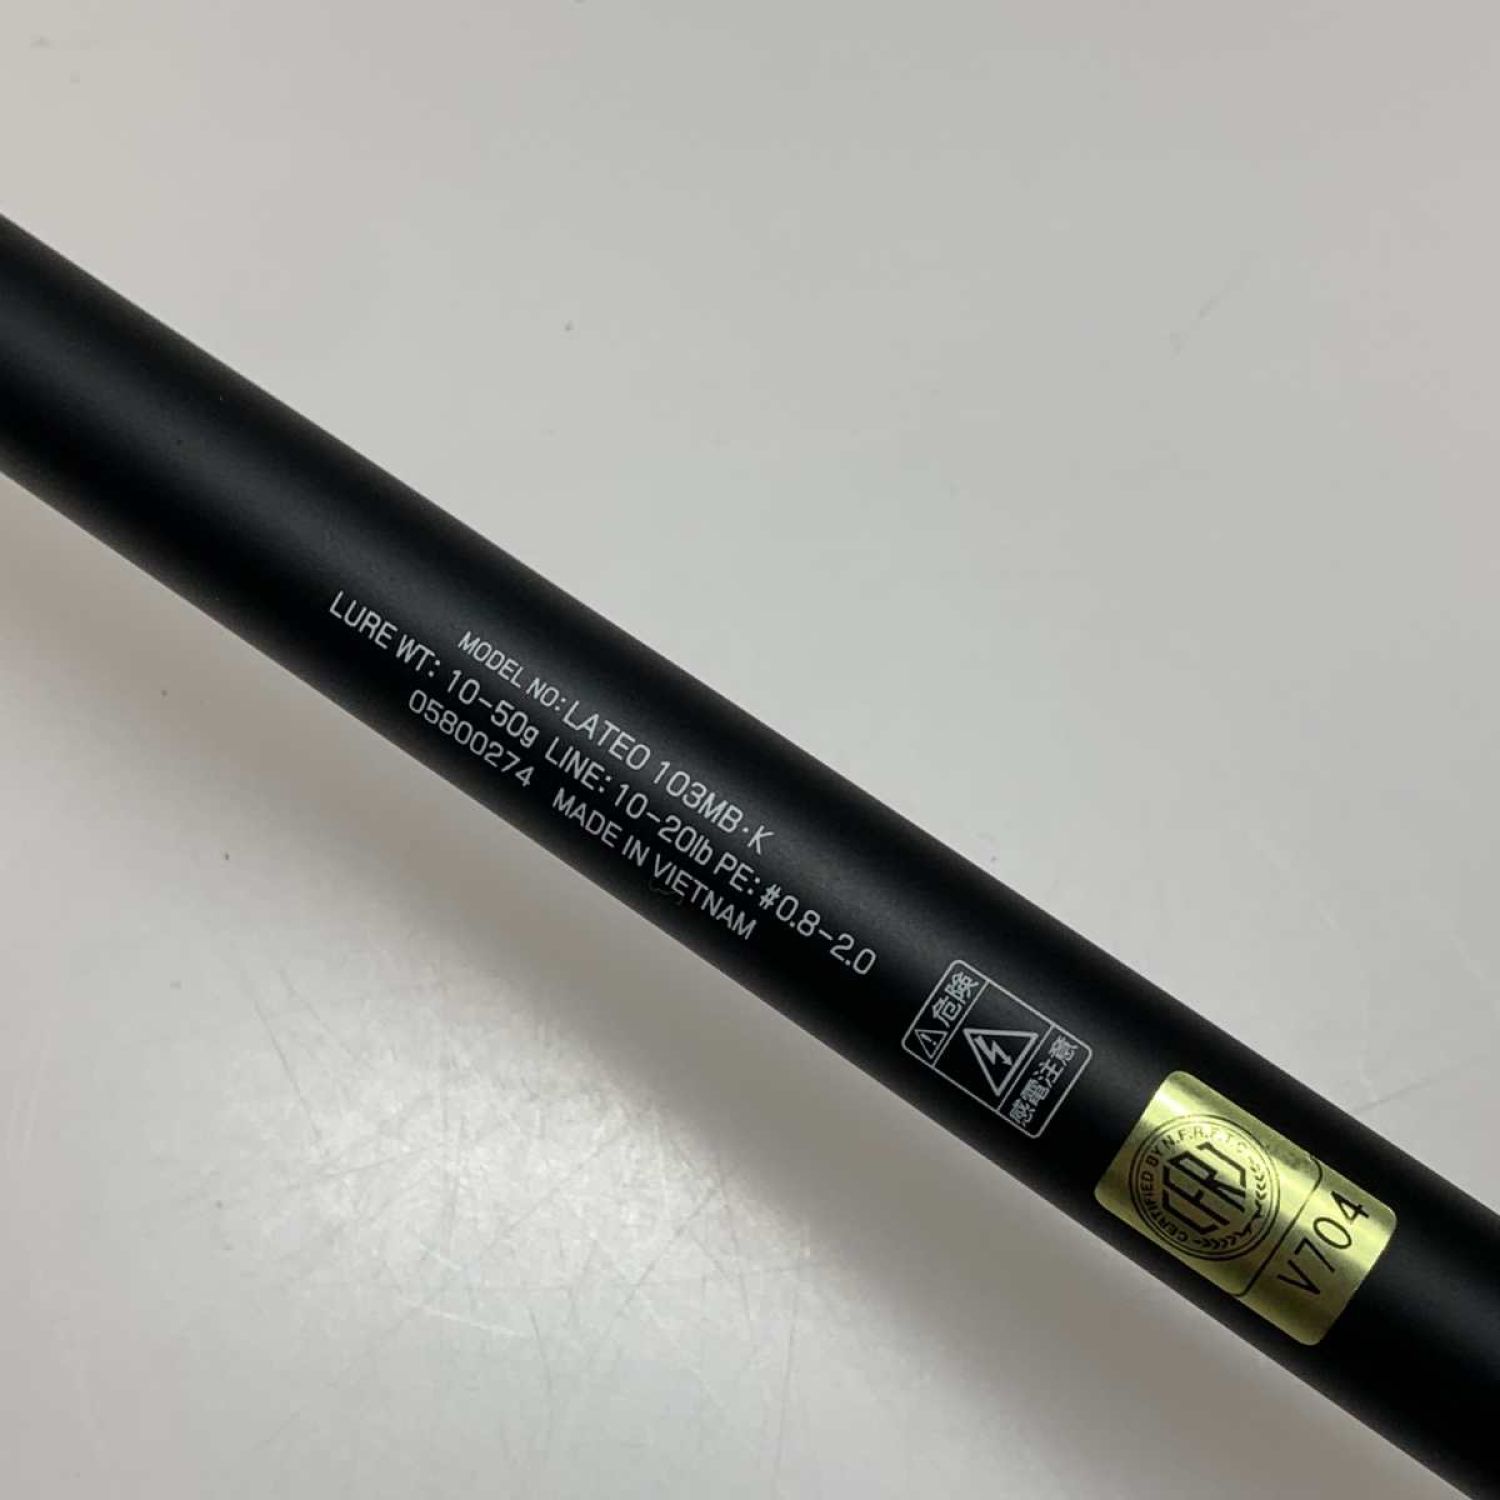 MODEL NO: LATEO 103MB·K
LURE WT: 10-50g LINE: 10-20lb PE: #0.8-2.0
05800274 MADE IN VIETNAM
危険
感電注意
CERTIFIED BY N.F.R.F.T.C
CFRJ
V704